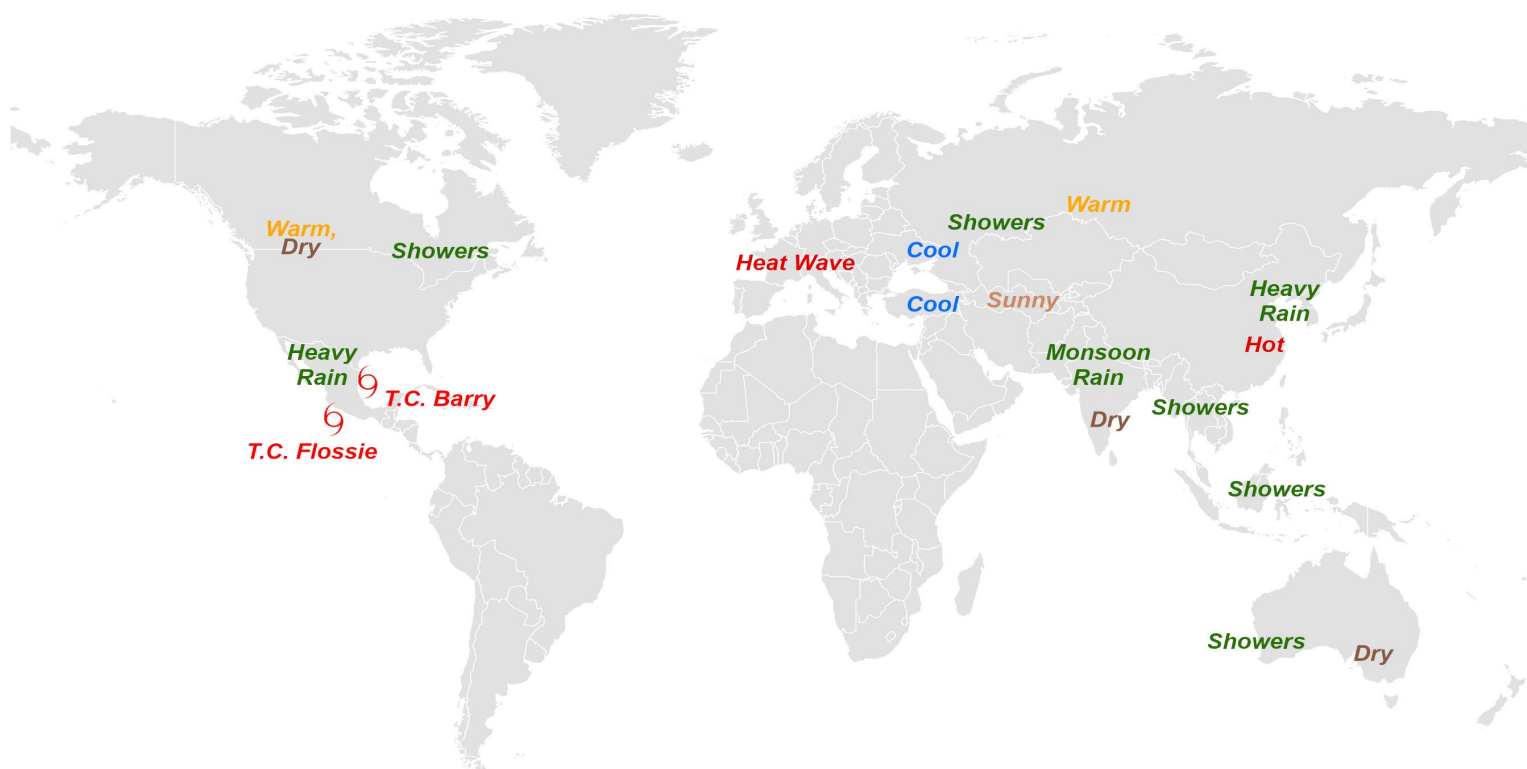 Warm,
Dry
Showers
Heavy
Rain
T.C. Barry
T.C. Flossie
Heat Wave
Cool
Cool
Showers
Warm
Sunny
Heavy
Rain
Hot
Monsoon
Rain
Dry
Showers
Showers
Showers
Dry